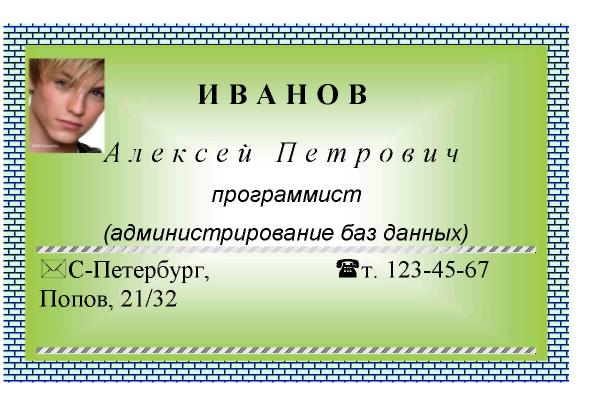 ИВАНОВ
Алексей Петрович
программист
(администрирование баз данных)
С-Петербург, т. 123-45-67
Попов, 21/32